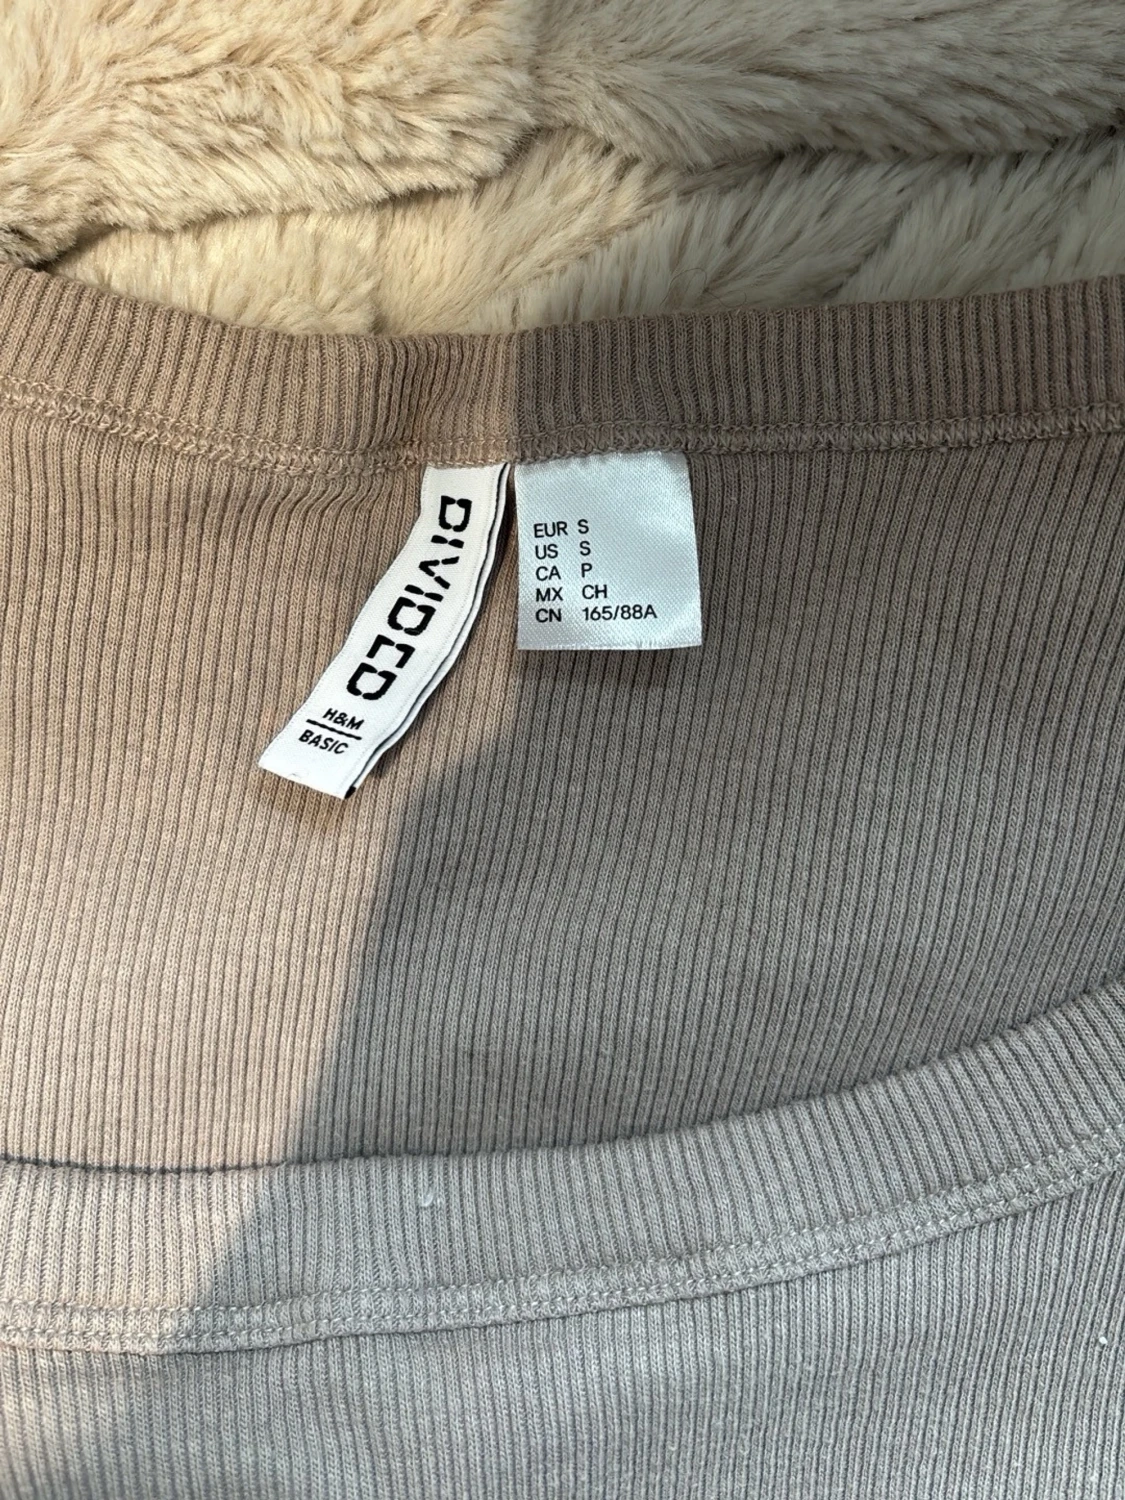 DIVIDED
H&M
BASIC
EUR S
US S
CA P
MX CH
CN 165/88A